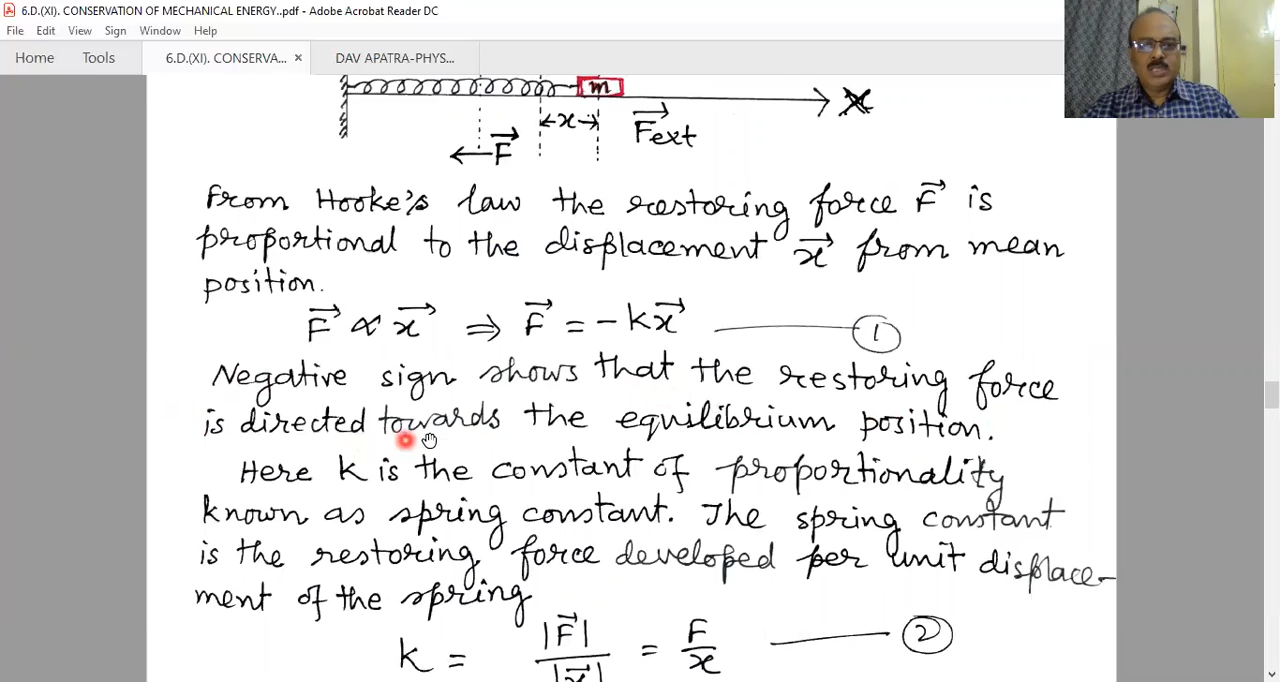 6.D.(XI). CONSERVATION OF MECHANICAL ENERGY..pdf - Adobe Acrobat Reader DC
File Edit View Sign Window Help
Home Tools 6.D.(XI). CONSERVA... × DAV APATRA-PHYS...
m
x
F
Fext
X
From Hooke's law the restoring force F⃗ is
proportional to the displacement x⃗ from mean
position.
F⃗ ∝ x⃗ ⇒ F⃗ = -kx⃗ ——— 1
Negative sign shows that the restoring force
is directed towards the equilibrium position.
Here k is the constant of proportionality
known as spring constant. The spring constant
is the restoring force developed per unit displace-
ment of the spring
k = |F⃗| / |x⃗| = F / x ——— 2